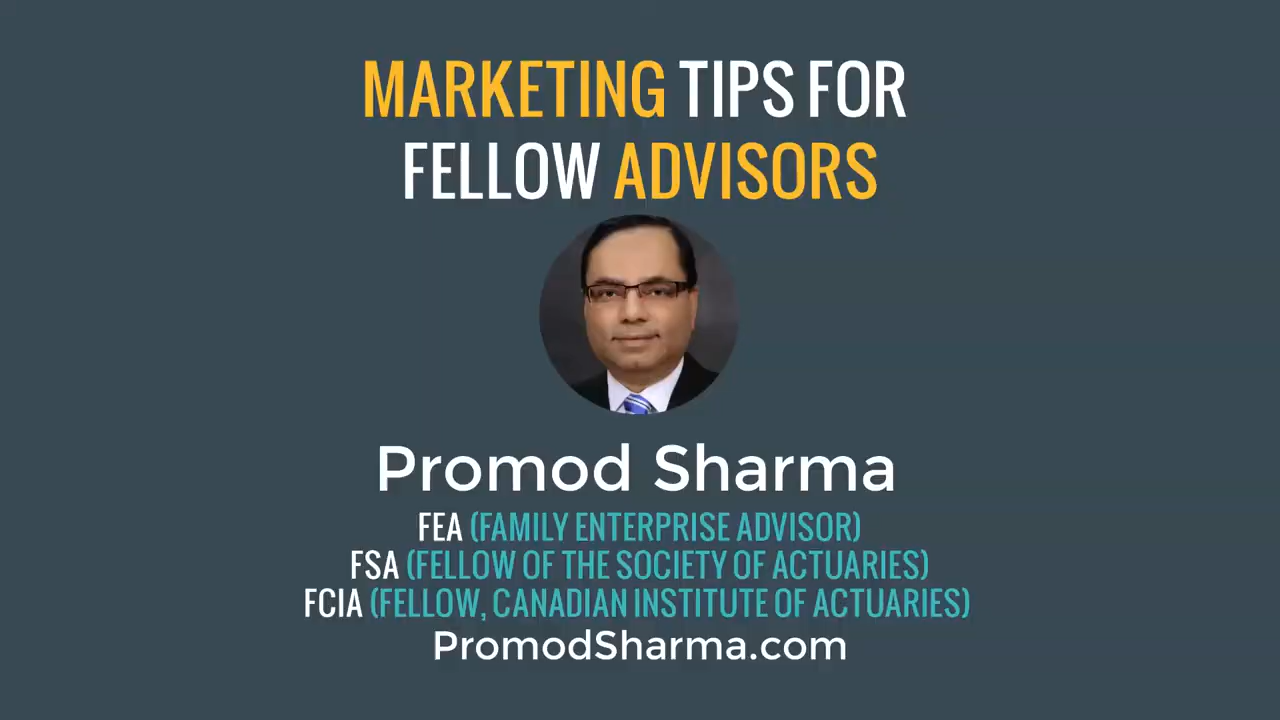 MARKETING TIPS FOR
FELLOW ADVISORS
Promod Sharma
FEA (FAMILY ENTERPRISE ADVISOR)
FSA (FELLOW OF THE SOCIETY OF ACTUARIES)
FCIA (FELLOW, CANADIAN INSTITUTE OF ACTUARIES)
PromodSharma.com